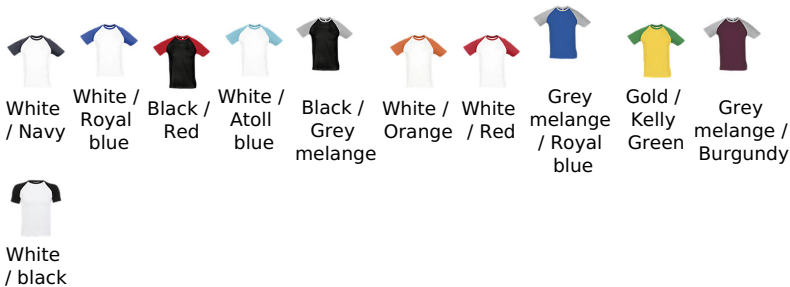 White
/ Navy
White /
Royal
blue
Black /
Red
White /
Atoll
blue
Black /
Grey
melange
White /
Orange
White
/ Red
Grey
melange
/ Royal
blue
Gold /
Kelly
Green
Grey
melange /
Burgundy
White
/ black